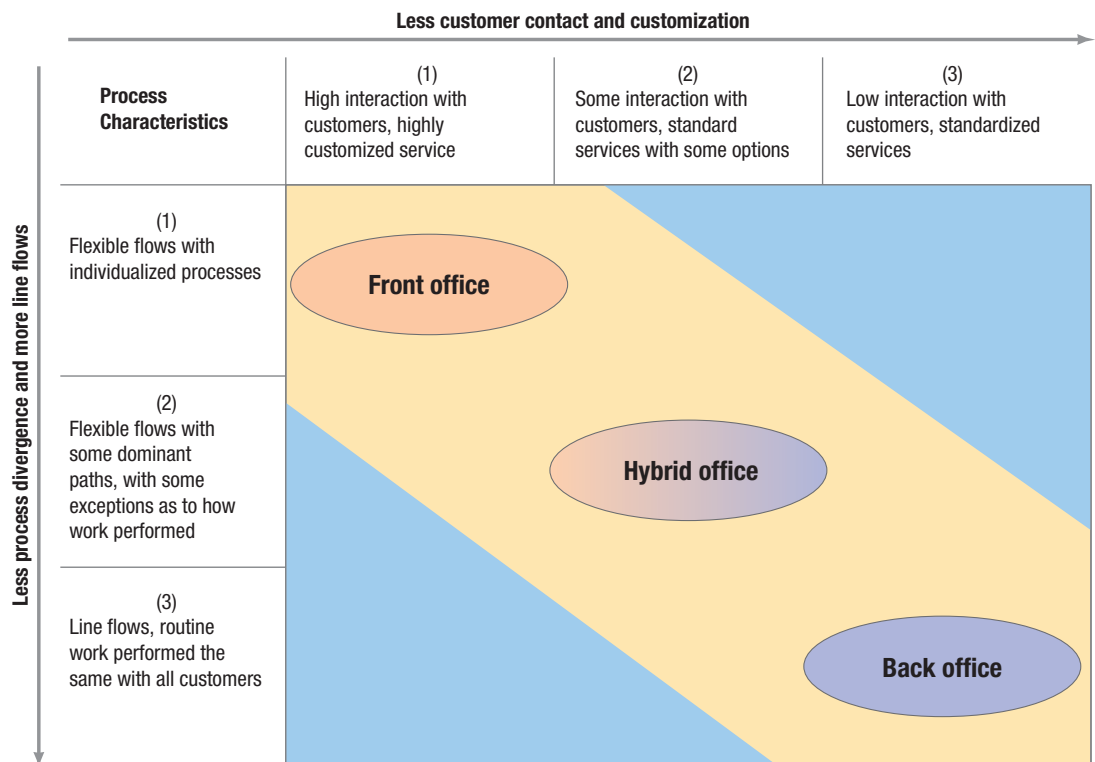 Less customer contact and customization
Process
Characteristics
(1)
High interaction with
customers, highly
customized service
(2)
Some interaction with
customers, standard
services with some options
(3)
Low interaction with
customers, standardized
services
Less process divergence and more line flows
(1)
Flexible flows with
individualized processes
Front office
(2)
Flexible flows with
some dominant
paths, with some
exceptions as to how
work performed
Hybrid office
(3)
Line flows, routine
work performed the
same with all customers
Back office